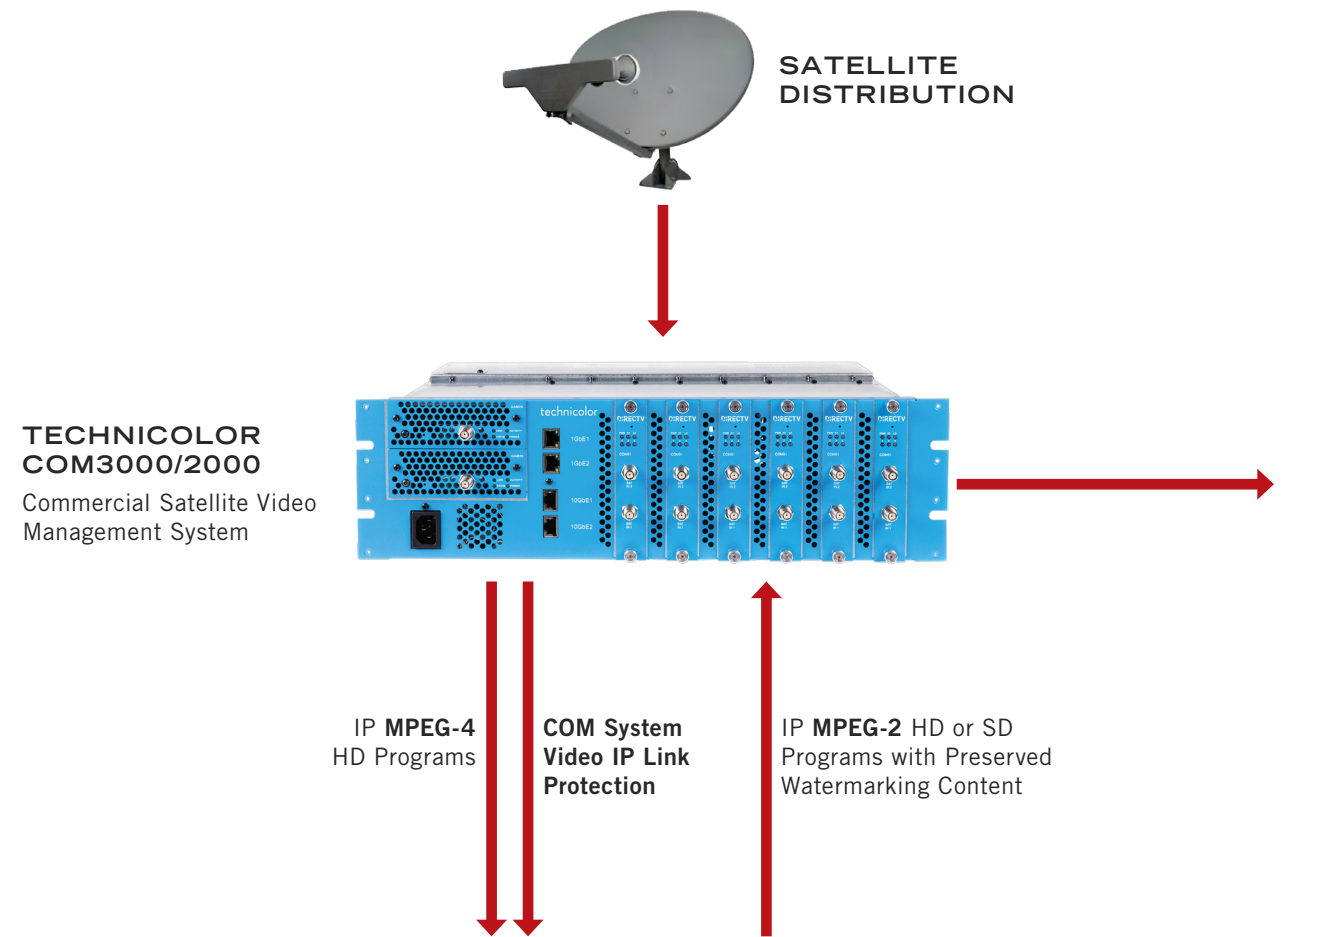 SATELLITE
DISTRIBUTION
TECHNICOLOR
COM3000/2000
Commercial Satellite Video
Management System
technicolor
1GbE1
1GbE2
10GbE1
10GbE2
DIRECTV
DIRECTV
DIRECTV
DIRECTV
DIRECTV
DIRECTV
IP MPEG-4
HD Programs
COM System
Video IP Link
Protection
IP MPEG-2 HD or SD
Programs with Preserved
Watermarking Content